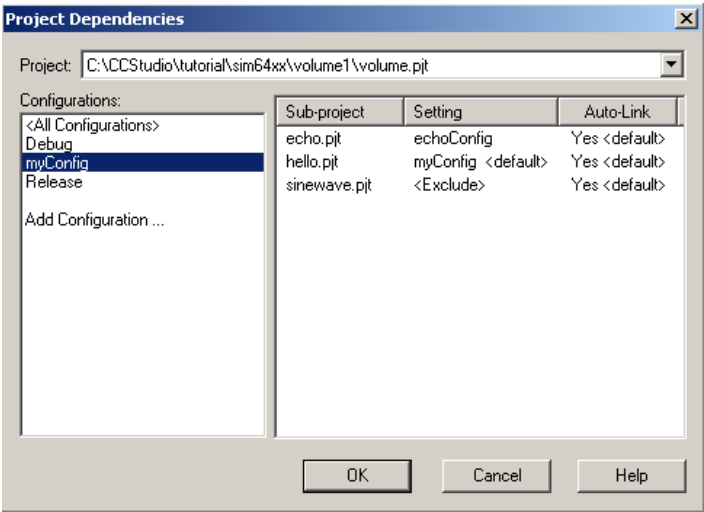 Project Dependencies
Project: C:\CCStudio\tutorial\sim64xx\volume1\volume.pjt
Configurations:
<All Configurations>
Debug
myConfig
Release
Add Configuration ...
Sub-project Setting Auto-Link
echo.pjt echoConfig Yes <default>
hello.pjt myConfig <default> Yes <default>
sinewave.pjt <Exclude> Yes <default>
OK Cancel Help